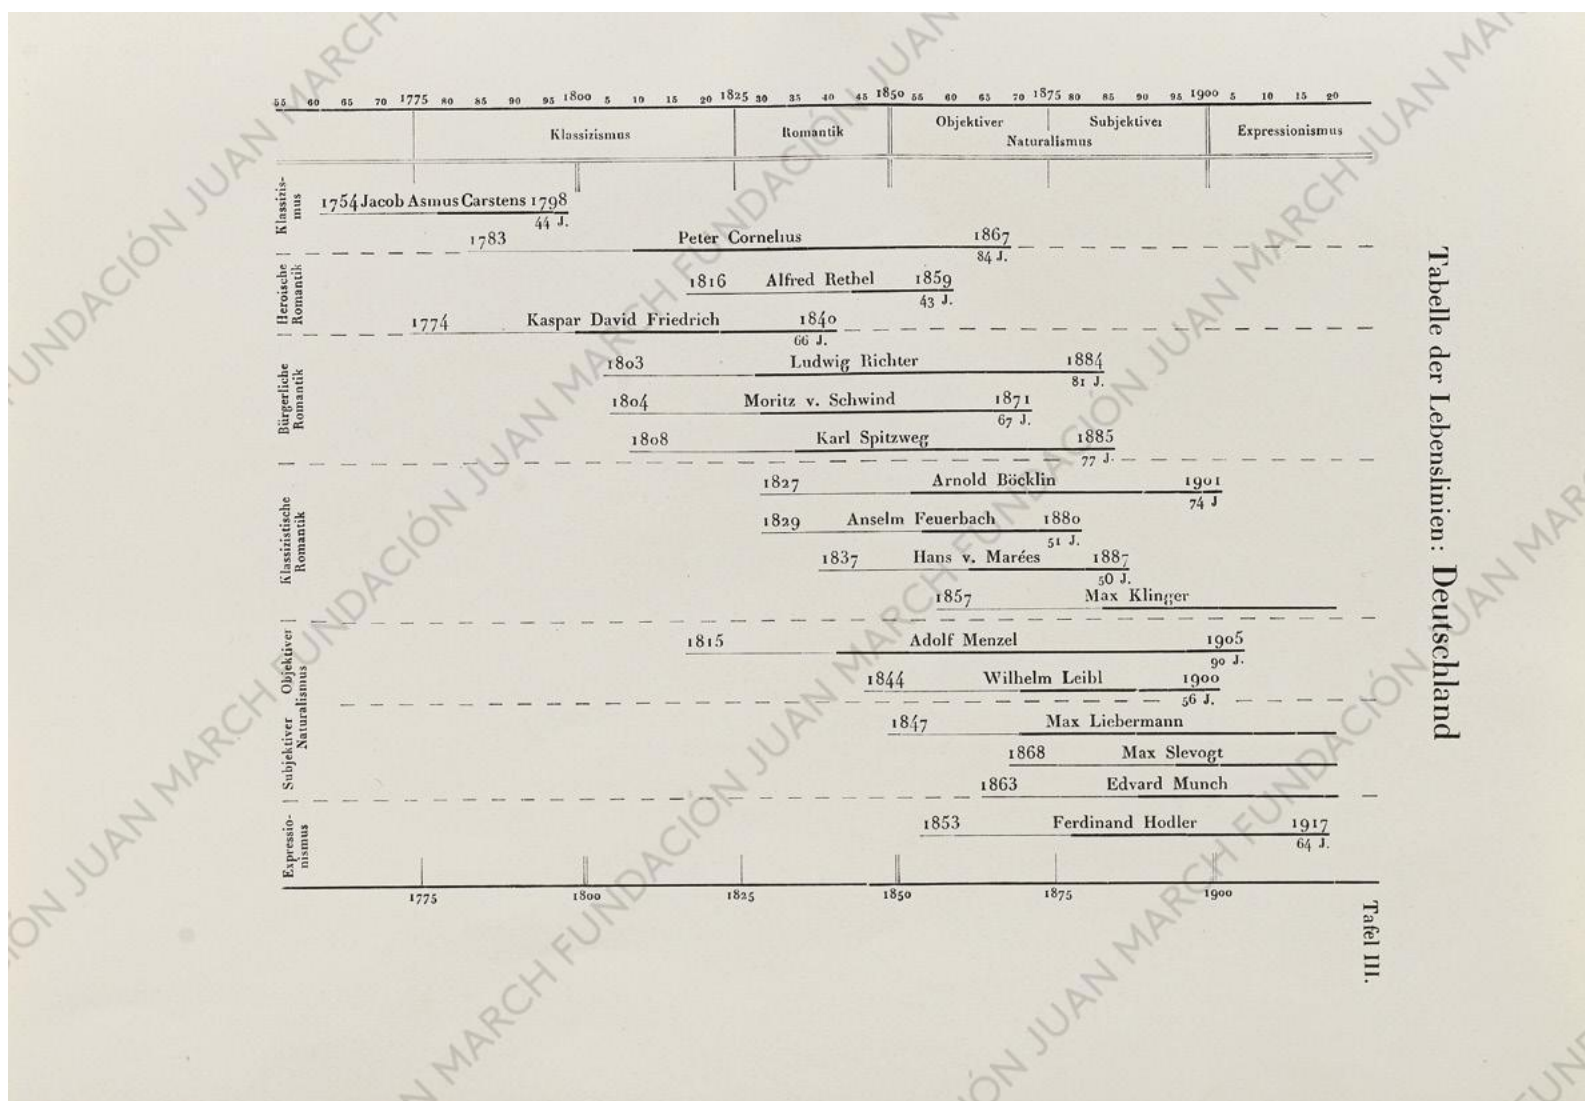 55 60 65 70 1775 80 85 90 95 1800 5 10 15 20 1825 30 35 40 45 1850 55 60 65 70 1875 80 85 90 95 1900 5 10 15 20
Klassizismus
Romantik
Objektiver
Subjektiver
Naturalismus
Expressionismus
Klassizis-
mus
1754 Jacob Asmus Carstens 1798
44 J.
1783 Peter Cornelius 1867
84 J.
Heroische
Romantik
1816 Alfred Rethel 1859
43 J.
1774 Kaspar David Friedrich 1840
66 J.
Bürgerliche
Romantik
1803 Ludwig Richter 1884
81 J.
1804 Moritz v. Schwind 1871
67 J.
1808 Karl Spitzweg 1885
77 J.
Klassizistische
Romantik
1827 Arnold Böcklin 1901
74 J
1829 Anselm Feuerbach 1880
51 J.
1837 Hans v. Marées 1887
50 J.
1857 Max Klinger
Subjektiver Objektiver
Naturalismus
1815 Adolf Menzel 1905
90 J.
1844 Wilhelm Leibl 1900
56 J.
1847 Max Liebermann
1868 Max Slevogt
1863 Edvard Munch
Expressio-
nismus
1853 Ferdinand Hodler 1917
64 J.
1775 1800 1825 1850 1875 1900
Tabelle der Lebenslinien: Deutschland
Tafel III.
FUNDACIÓN JUAN MARCH FUNDACIÓN JUAN MARCH